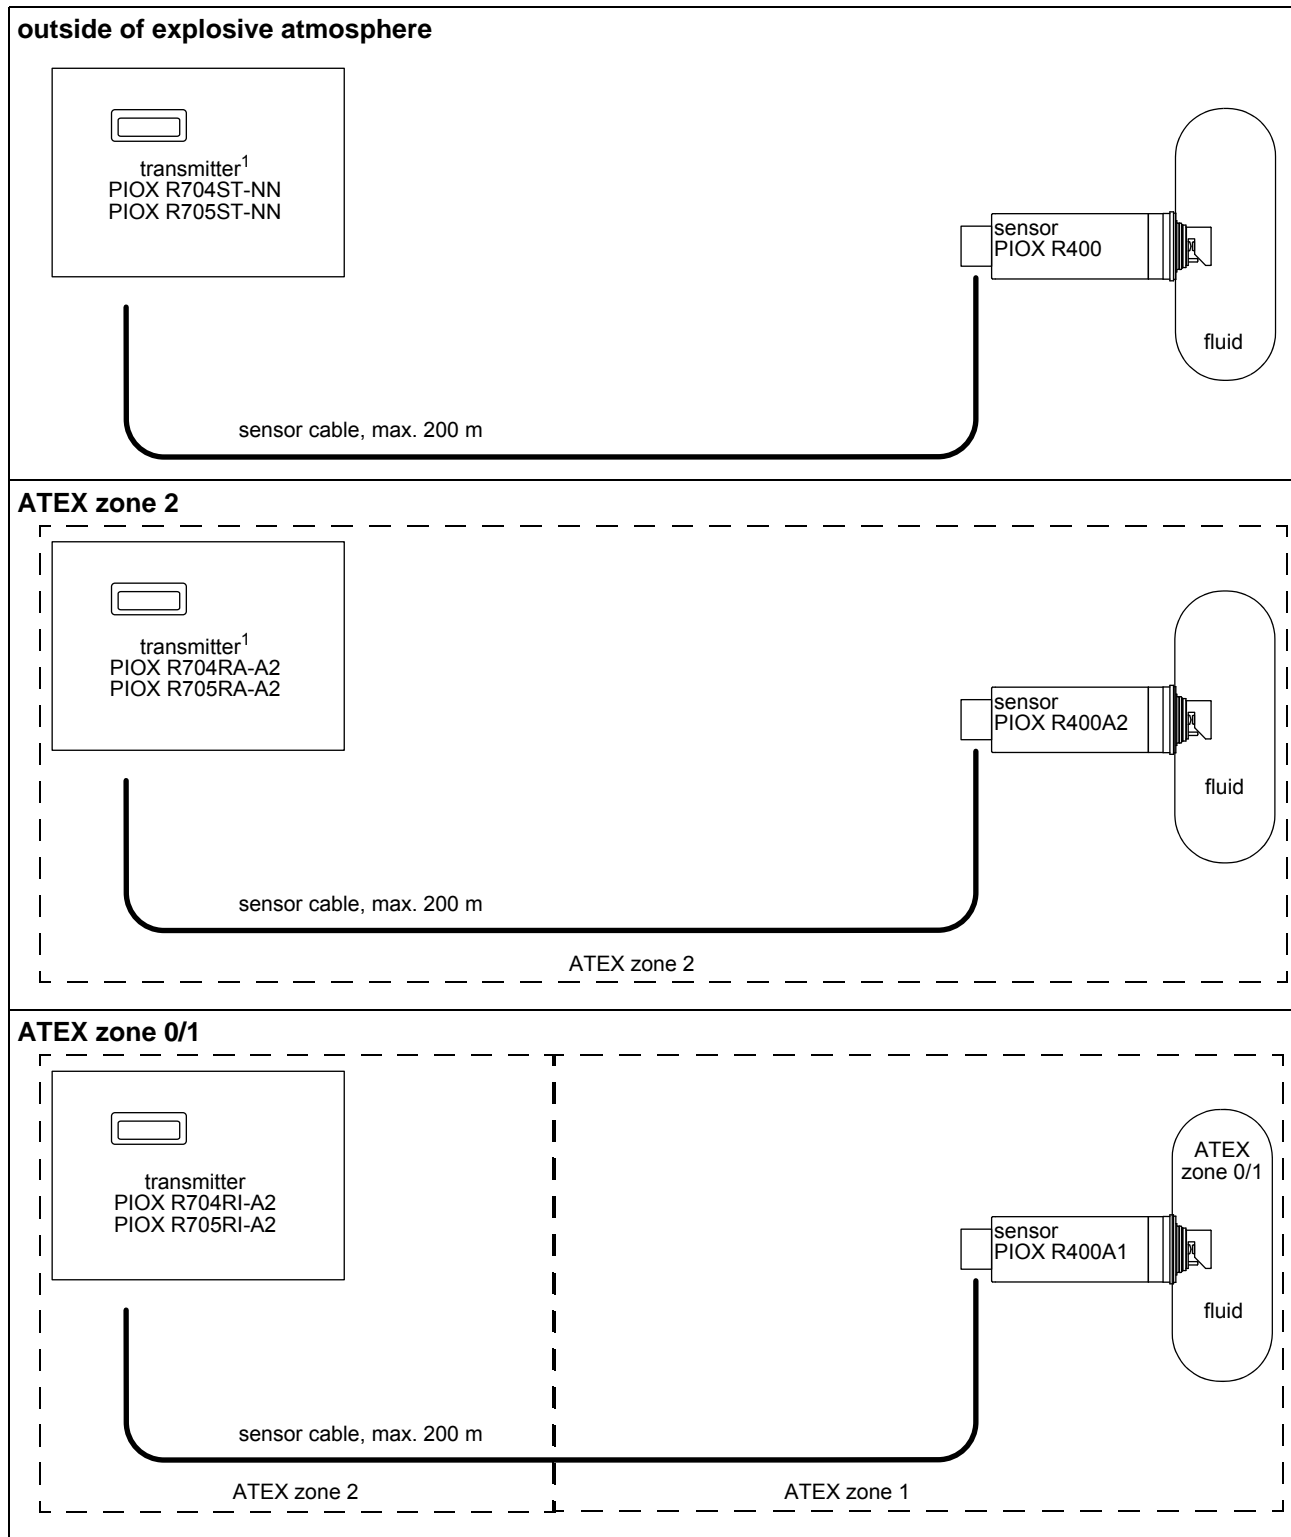 outside of explosive atmosphere
transmitter1
PIOX R704ST-NN
PIOX R705ST-NN
sensor
PIOX R400
fluid
sensor cable, max. 200 m
ATEX zone 2
transmitter1
PIOX R704RA-A2
PIOX R705RA-A2
sensor
PIOX R400A2
fluid
sensor cable, max. 200 m
ATEX zone 2
ATEX zone 0/1
transmitter
PIOX R704RI-A2
PIOX R705RI-A2
ATEX
zone 0/1
sensor
PIOX R400A1
fluid
sensor cable, max. 200 m
ATEX zone 2
ATEX zone 1